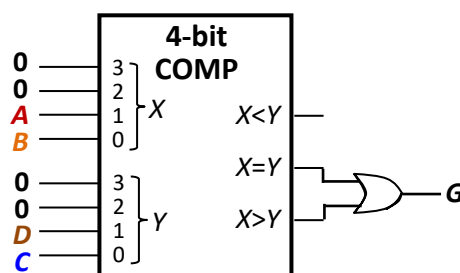 4-bit
COMP
0 3
0 2
A 1 X X<Y
B 0
X=Y
0 3 G
0 2 Y X>Y
D 1
C 0